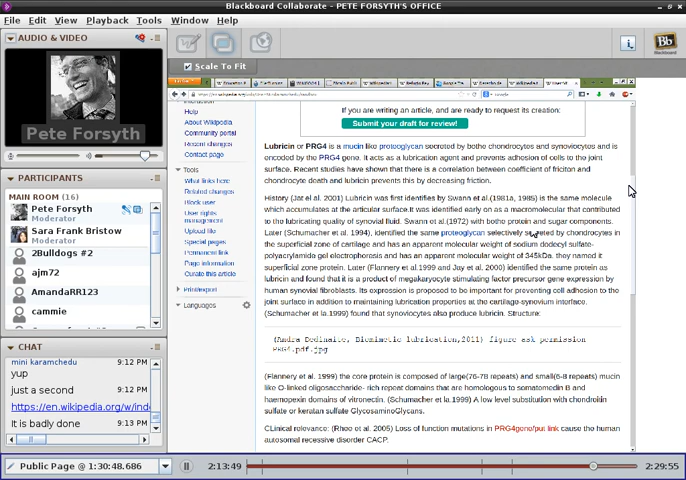 Blackboard Collaborate - PETE FORSYTH'S OFFICE
File Edit View Playback Tools Window Help
AUDIO & VIDEO
Pete Forsyth
PARTICIPANTS
MAIN ROOM (16)
Pete Forsyth
Moderator
Sara Frank Bristow
Moderator
2Bulldogs #2
ajm72
AmandaRR123
cammie
CHAT
mini karamchedu 9:12 PM
yup
just a second 9:12 PM
https://en.wikipedia.org/w/inde 9:12 PM
It is badly done 9:13 PM
Public Page @ 1:30:48.686
2:13:49
2:29:55
Scale To Fit
Bb
Help
About Wikipedia
Community portal
Recent changes
Contact page
Tools
What links here
Related changes
Block user
User rights
management
Upload file
Special pages
Permanent link
Page information
Curate this article
Print/export
Languages
If you are writing an article, and are ready to request its creation:
Submit your draft for review!
Lubricin or PRG4 is a mucin like proteoglycan secreted by bothe chondrocytes and synoviocytes and is
encoded by the PRG4 gene. It acts as a lubrication agent and prevents adhesion of cells to the joint
surface. Recent studies have shown that there is a correlation between coefficient of friciton and
chondrocyte death and lubricin prevents this by decreasing friction.
History (Jat el al. 2001) Lubricin was first identifies by Swann et al.(1981a, 1985) is the same molecule
which accumulates at the articular surface.It was identified early on as a macromolecule that contributed
to the lubricating quality of synovial fluid. Swann et al.(1972) with bothe protein and sugar components.
Later (Schumacher et al. 1994), identified the same proteoglycan selectively secreted by chondrocytes in
the superficial zone of cartilage and has an apparent molecular weight of sodium dodecyl sulfate-
polyacrylamide gel electrophoresis and has an apparent molecular weight of 345kDa. they named it
superficial zone protein. Later (Flannery et al.1999 and Jay et al. 2000) identified the same protein as
lubricin and found that it is a product of megakaryocyte stimulating factor precursor gene expression by
human synovial fibroblasts. Its expression is proposed to be important for preventing cell adhesion to the
joint surface in addition to maintaining lubrication proporties at the cartilage-synovium interface.
(Schumacher et la.1999) found that synoviocytes also produce lubricin. Structure:
(Andra Dedinaite, Biomimetic lubrication,2011) figure ask permission
PRG4.pdf.jpg
(Flannery et al. 1999) the core protein is composed of large(76-78 repeats) and small(6-8 repeats) mucin
like O-linked oligosaccharide- rich repeat domains that are homologous to somatomedin B and
haemopexin domains of vitronectin. (Schumacher et la.1999) A low level substitution with chondroitin
sulfate or keratan sulfate GlycosaminoGlycans.
CLinical relevance: (Rhoe et al. 2005) Loss of function mutations in PRG4gene/put link cause the human
autosomal recessive disorder CACP.